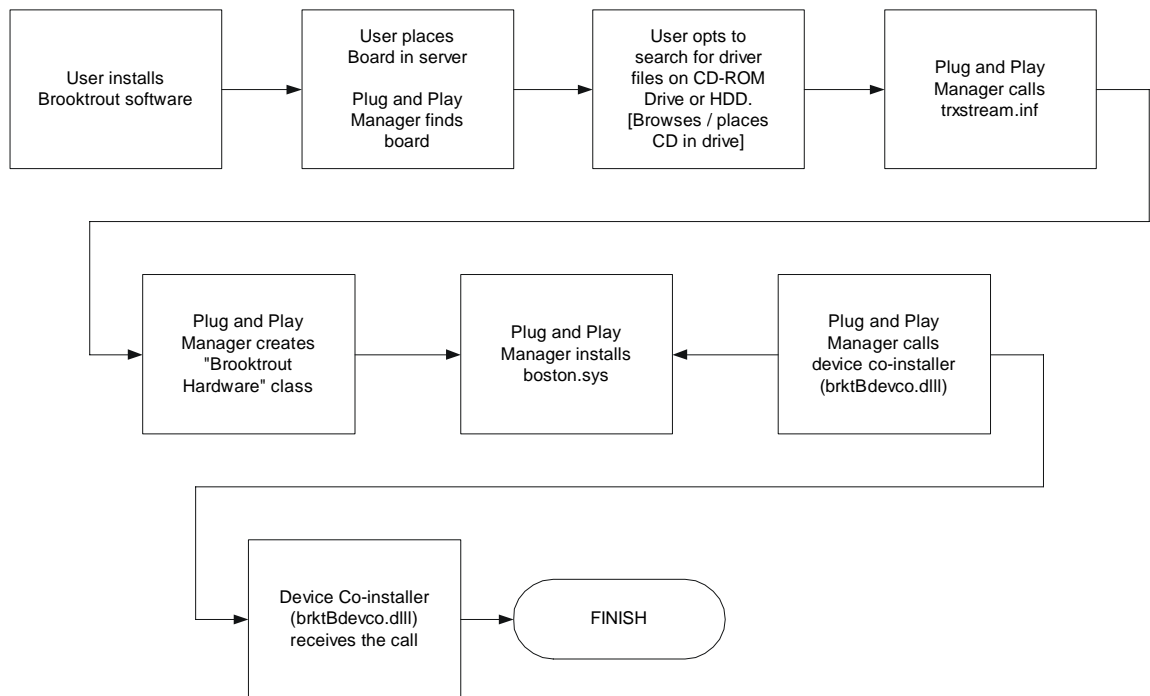 User installs
Brooktrout software
User places
Board in server
Plug and Play
Manager finds
board
User opts to
search for driver
files on CD-ROM
Drive or HDD.
[Browses / places
CD in drive]
Plug and Play
Manager calls
trxstream.inf
Plug and Play
Manager creates
"Brooktrout
Hardware" class
Plug and Play
Manager installs
boston.sys
Plug and Play
Manager calls
device co-installer
(brktBdevco.dlll)
Device Co-installer
(brktBdevco.dlll)
receives the call
FINISH